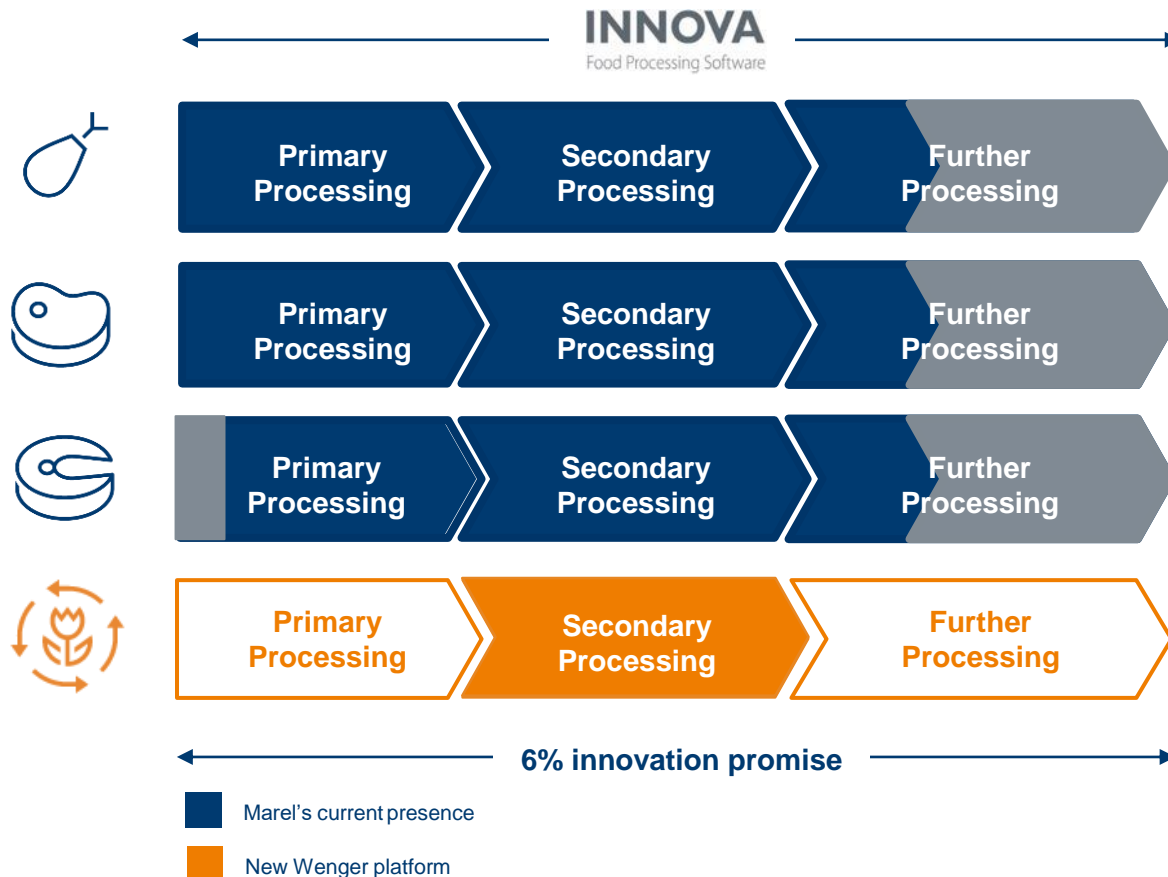 INNOVA
Food Processing Software
Primary
Processing
Secondary
Processing
Further
Processing
Primary
Processing
Secondary
Processing
Further
Processing
Primary
Processing
Secondary
Processing
Further
Processing
Primary
Processing
Secondary
Processing
Further
Processing
6% innovation promise
Marel's current presence
New Wenger platform